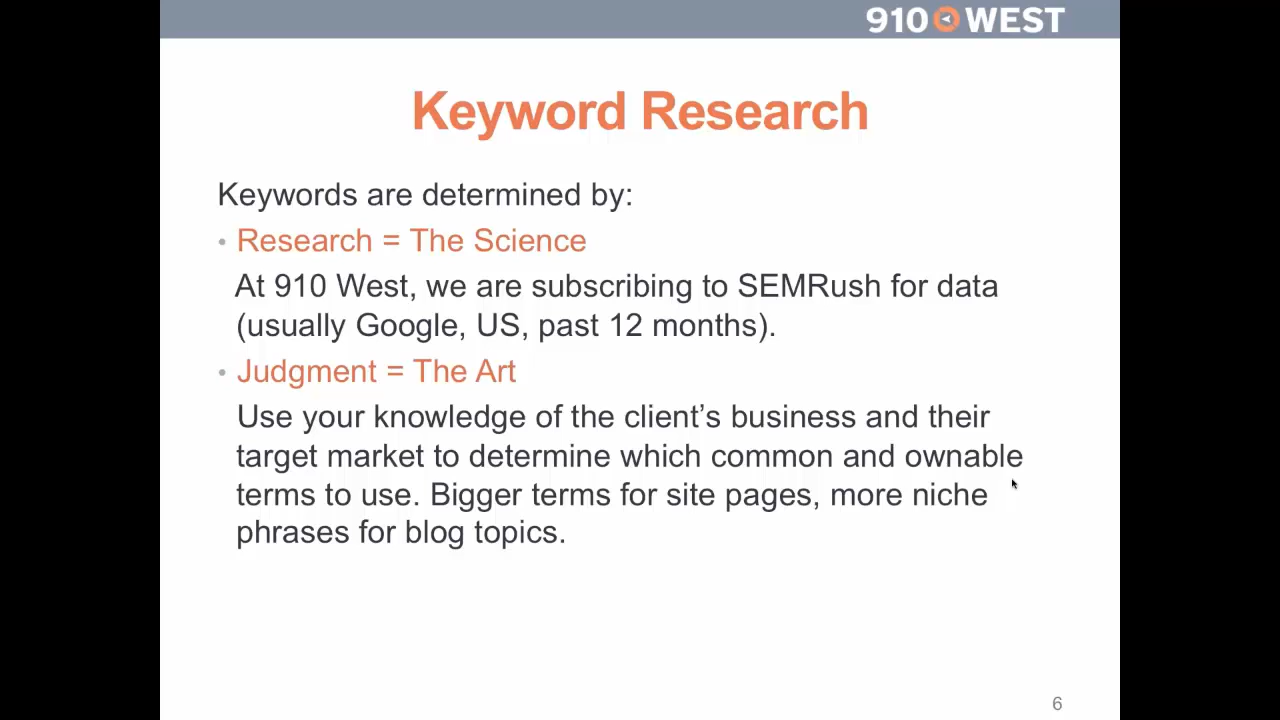 910 WEST
Keyword Research
Keywords are determined by:
• Research = The Science
At 910 West, we are subscribing to SEMRush for data
(usually Google, US, past 12 months).
• Judgment = The Art
Use your knowledge of the client’s business and their
target market to determine which common and ownable
terms to use. Bigger terms for site pages, more niche
phrases for blog topics.
6